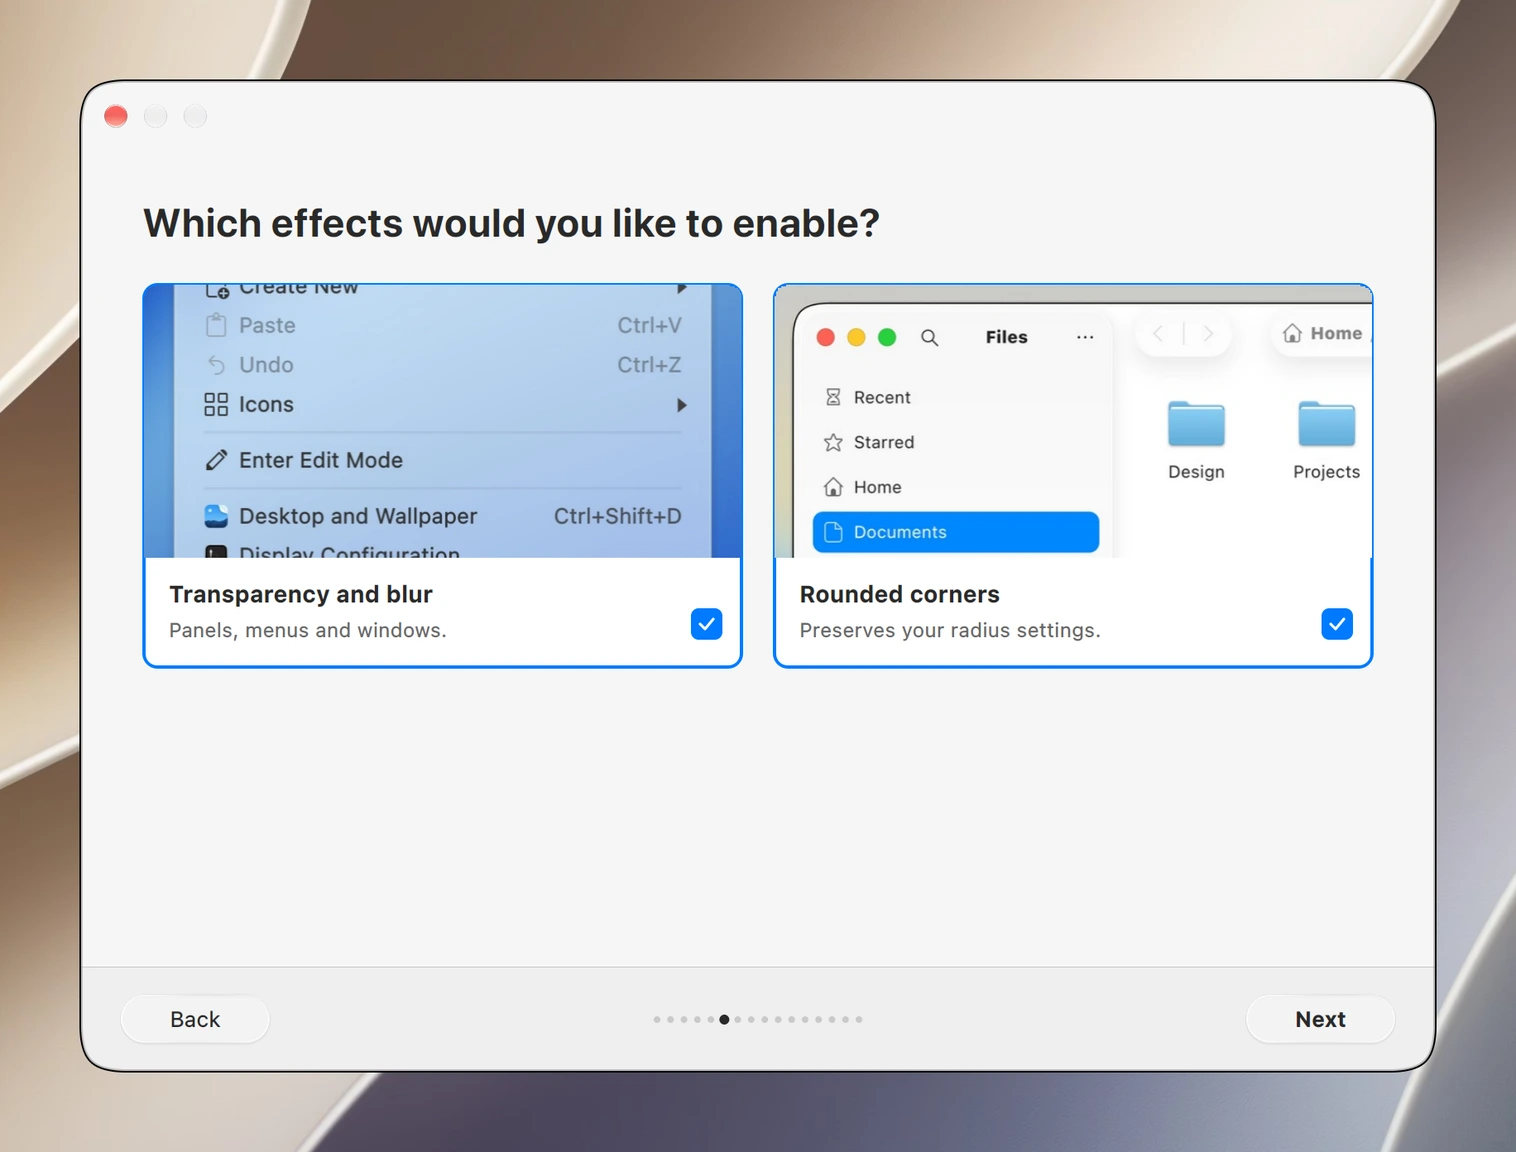 Which effects would you like to enable?
Create New
Paste Ctrl+V
Undo Ctrl+Z
Icons
Enter Edit Mode
Desktop and Wallpaper Ctrl+Shift+D
Display Configuration
Transparency and blur
Panels, menus and windows.
Files
Home
Recent
Starred
Home
Documents
Design
Projects
Rounded corners
Preserves your radius settings.
Back
Next